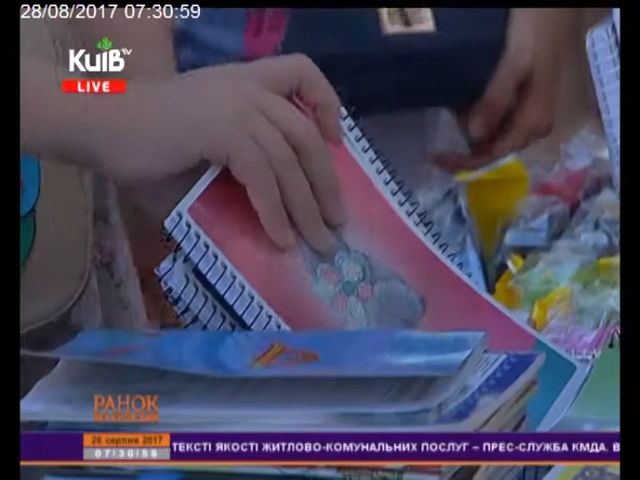 28/08/2017 07:30:59
КиїВ tv
LIVE
РАНОК
28 серпня 2017
07:30:58
ТЕКСТІ ЯКОСТІ ЖИТЛОВО-КОМУНАЛЬНИХ ПОСЛУГ – ПРЕС-СЛУЖБА КМДА. В